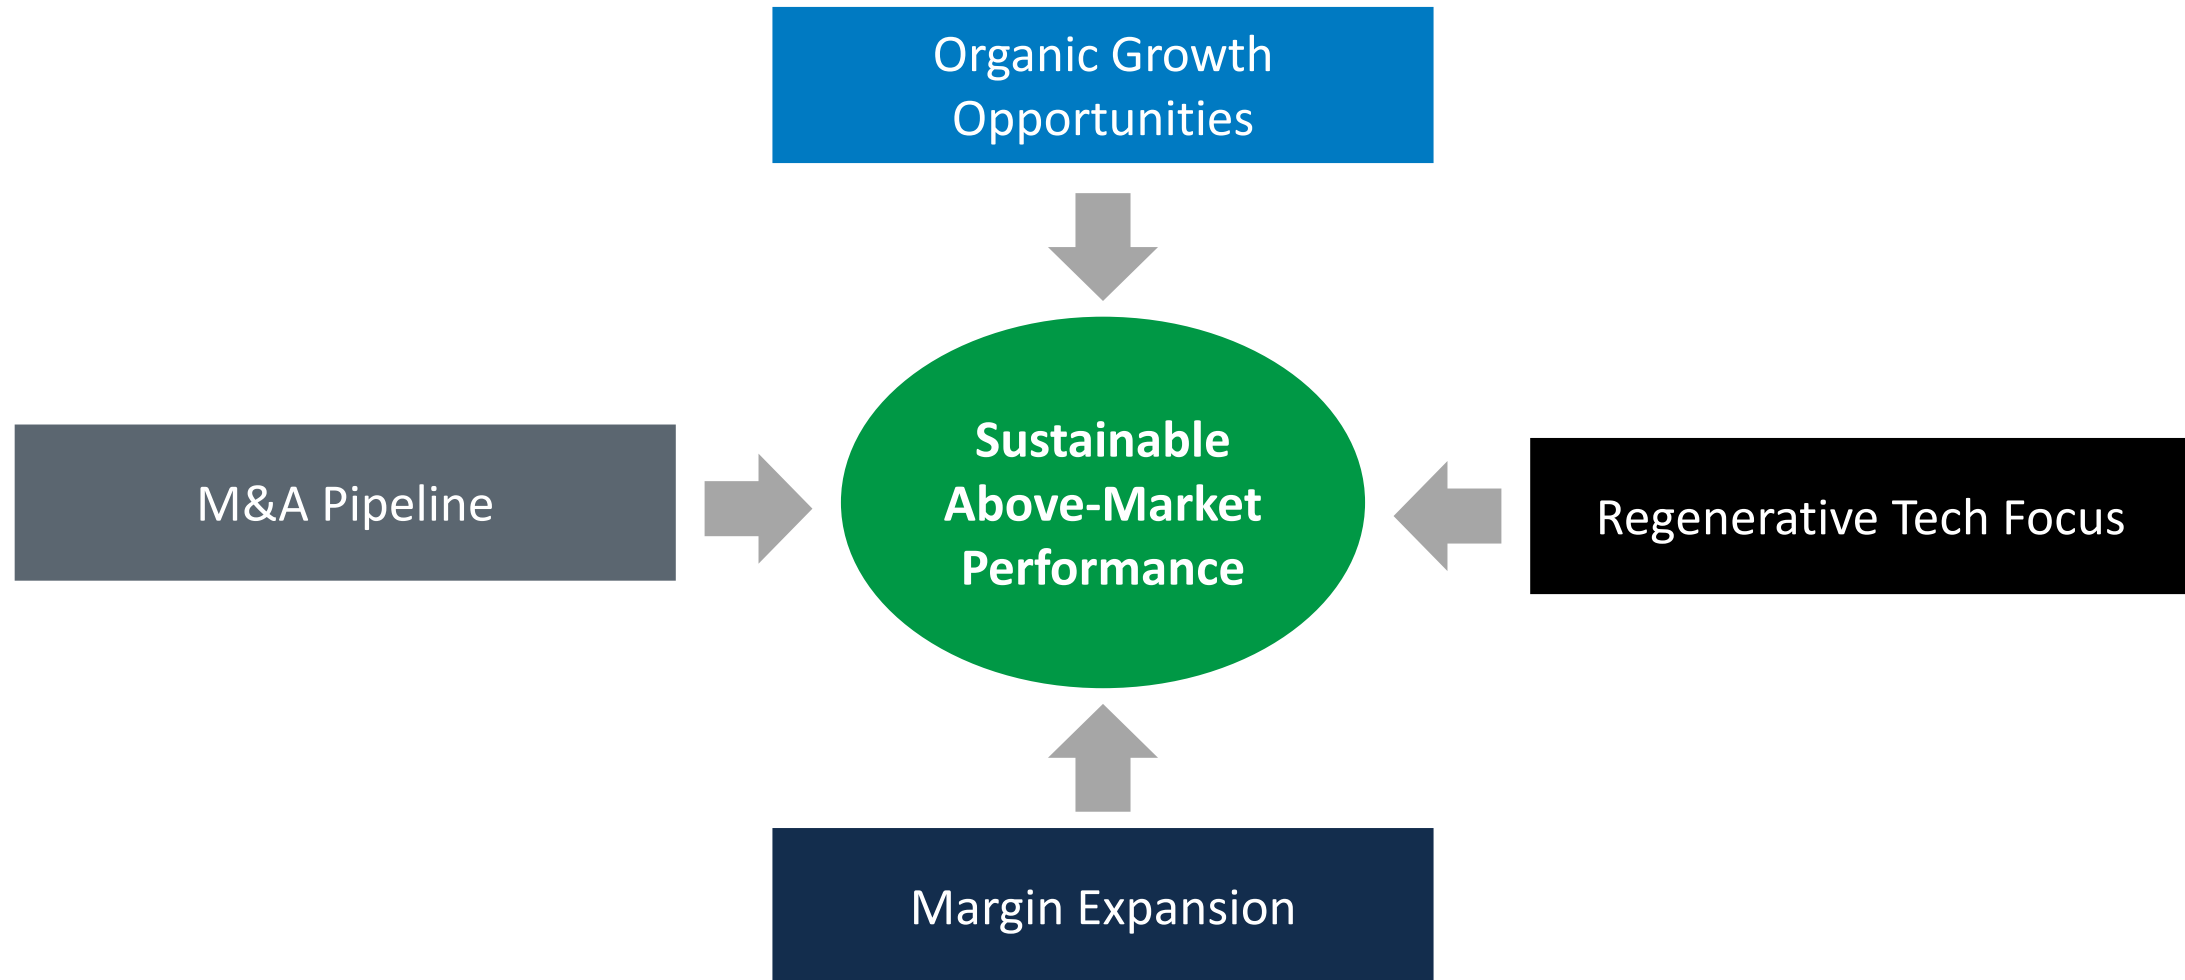 Organic Growth
Opportunities
Sustainable
Above-Market
Performance
M&A Pipeline
Regenerative Tech Focus
Margin Expansion